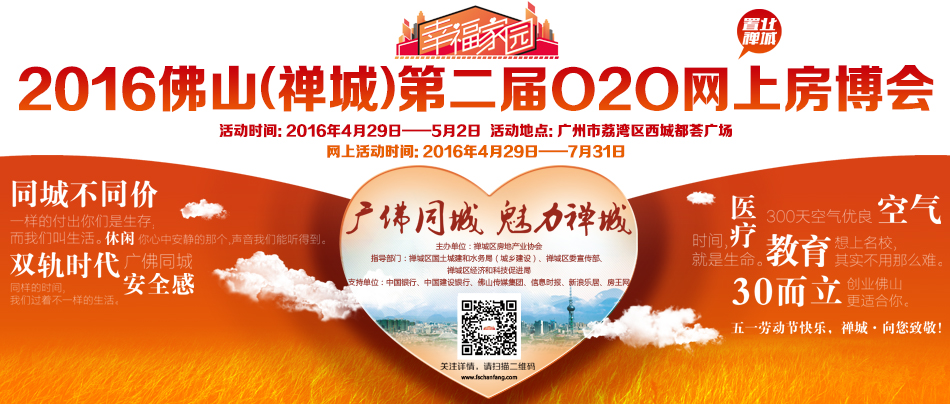 幸福家园
置业
禅城
2016佛山(禅城)第二届O2O网上房博会
活动时间: 2016年4月29日——5月2日 活动地点: 广州市荔湾区西城都荟广场
网上活动时间: 2016年4月29日——7月31日
同城不同价
一样的付出你们是生存,
而我们叫生活。休闲 你心中安静的那个,声音我们能听得到。
双轨时代 广佛同城
同样的时间, 安全感
我们过着不一样的生活。
广佛同城 魅力禅城
主办单位：禅城区房地产业协会
指导部门：禅城区国土城建和水务局（城乡建设）、禅城区委宣传部、
禅城区经济和科技促进局
支持单位：中国银行、中国建设银行、佛山传媒集团、信息时报、新浪乐居、房王网
关注详情，请扫描二维码
www.fschanfang.com
医疗 300天空气优良 空气
时间,
就是生命。 教育 想上名校,
其实不用那么难。
30而立 创业佛山
更适合你。
五一劳动节快乐，禅城·向您致敬!